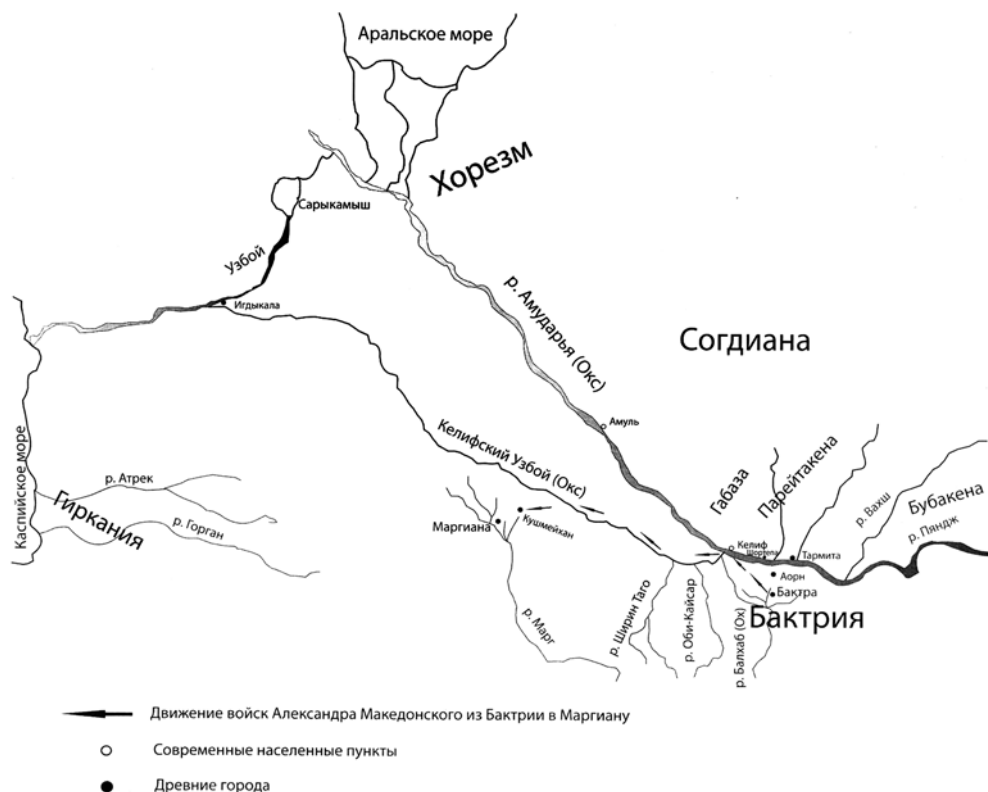 Аральское море
Хорезм
Сарыкамыш
Узбой
Игдыкала
р. Амударья (Окс)
Согдиана
Амуль
Келифский Узбой (Окс)
Каспийское море
р. Атрек
Гиркания
р. Горган
Маргиана
Кушмейхан
р. Марг
Габаза
Парейтакена
р. Вахш
Бубакена
р. Пяндж
Келиф
Шортепа
Тармита
Аорн
Бактра
Бактрия
р. Ширин Таго
р. Оби-Кайсар
р. Балхаб (Ох)
Движение войск Александра Македонского из Бактрии в Маргиану
Современные населенные пункты
Древние города